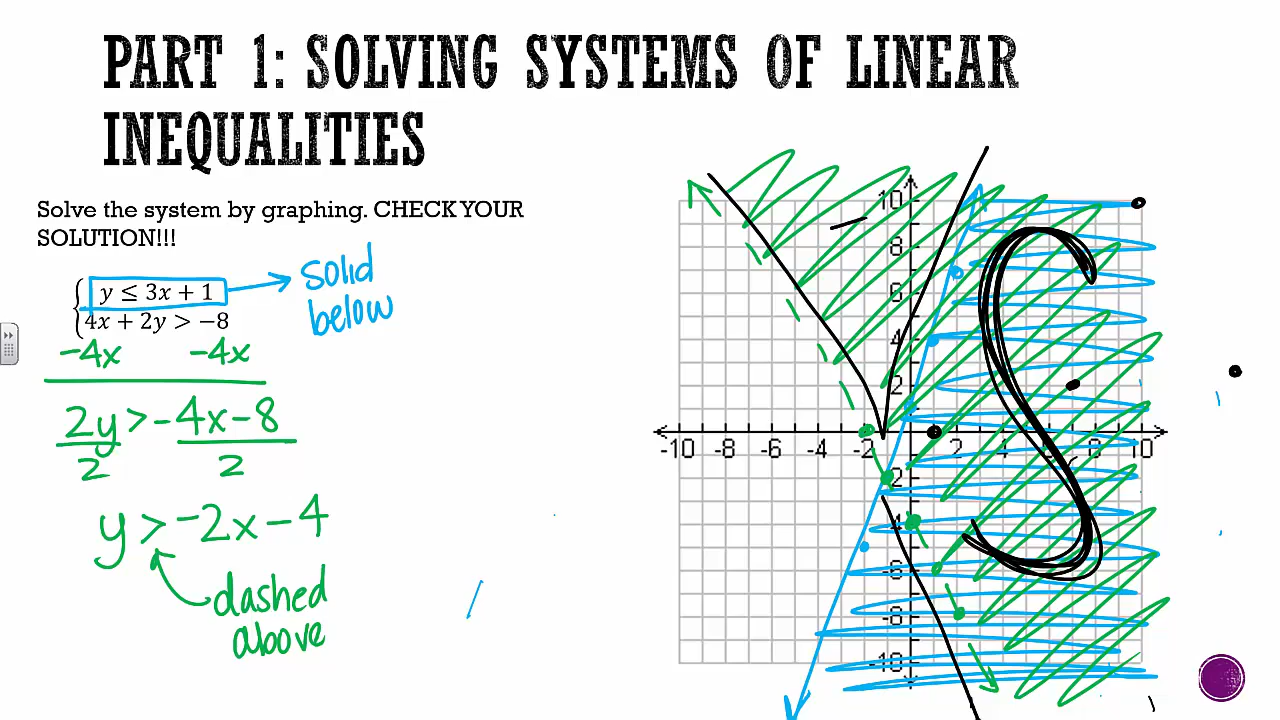 PART 1: SOLVING SYSTEMS OF LINEAR
INEQUALITIES
Solve the system by graphing. CHECK YOUR
SOLUTION!!!
y ≤ 3x + 1
4x + 2y > −8
solid
below
-4x -4x
2y > -4x-8
2 2
y > -2x-4
dashed
above
10
8
6
4
2
-10 -8 -6 -4 -2 2 4 6 8 10
-2
-4
-6
-8
-10
S